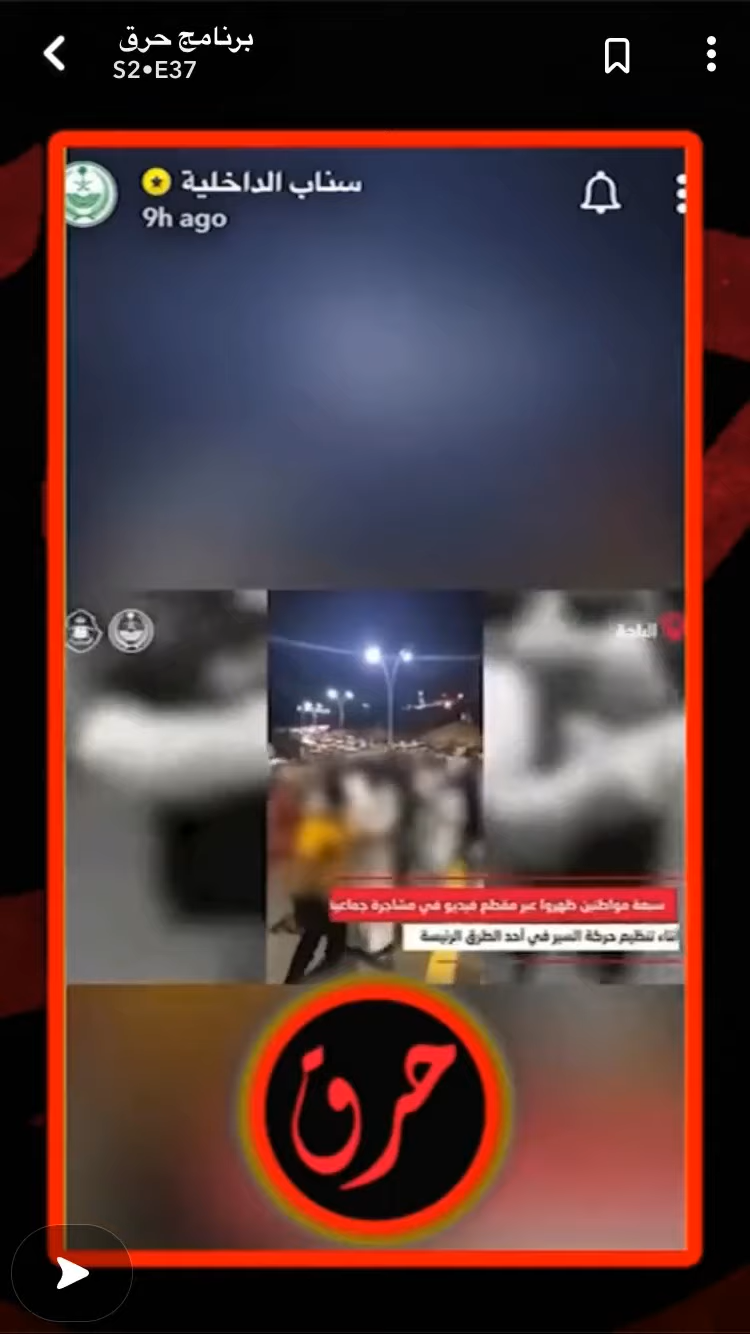 برنامج حرق
S2•E37
سناب الداخلية
9h ago
الباحة
سبعة مواطنين ظهروا عبر مقطع فيديو في مشاجرة جماعية
أثناء تنظيم حركة السير في أحد الطرق الرئيسة
حرق